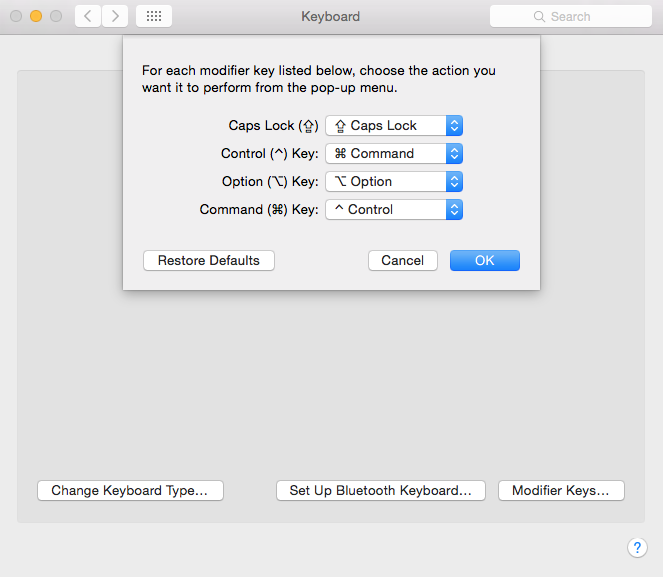 Keyboard
Search
For each modifier key listed below, choose the action you
want it to perform from the pop-up menu.
Caps Lock (⇪) ⇪ Caps Lock
Control (^) Key: ⌘ Command
Option (⌥) Key: ⌥ Option
Command (⌘) Key: ^ Control
Restore Defaults Cancel OK
Change Keyboard Type... Set Up Bluetooth Keyboard... Modifier Keys...
?